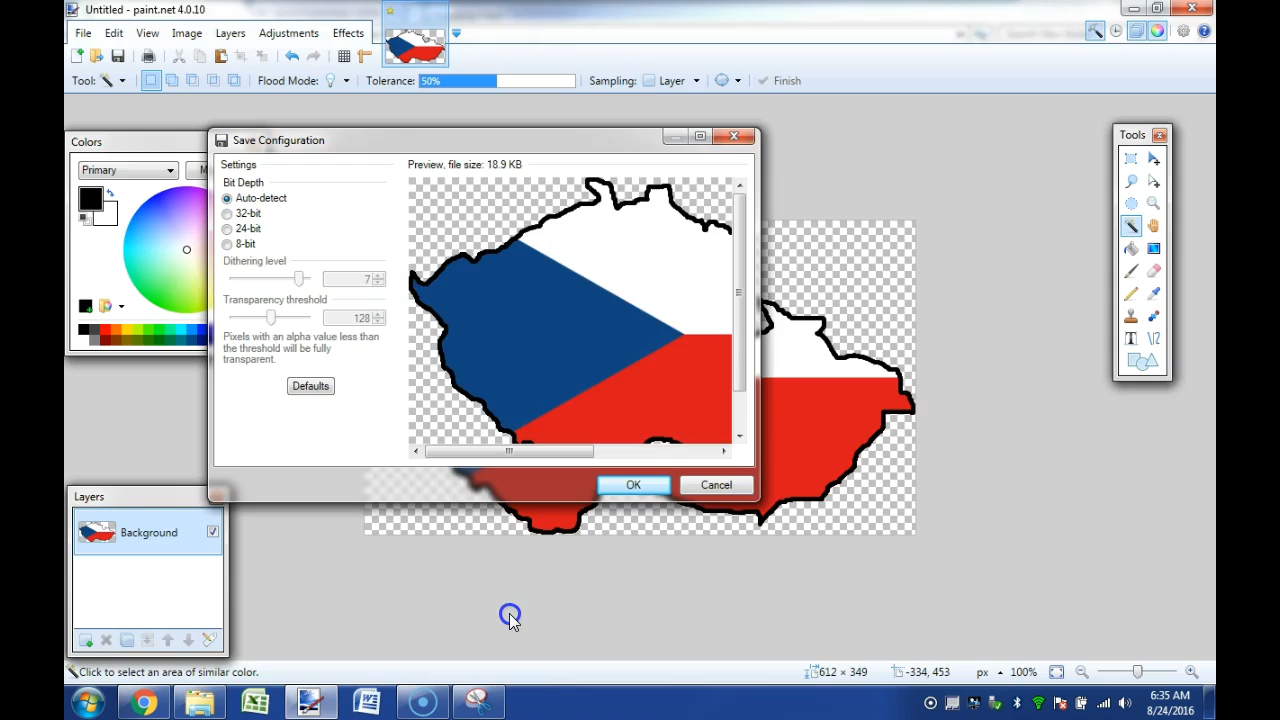 Untitled - paint.net 4.0.10
File Edit View Image Layers Adjustments Effects
Tool: Flood Mode: Tolerance: 50% Sampling: Layer Finish
Colors
Primary
Save Configuration
Settings
Bit Depth
Auto-detect
32-bit
24-bit
8-bit
Dithering level
7
Transparency threshold
128
Pixels with an alpha value less than
the threshold will be fully
transparent.
Defaults
Preview, file size: 18.9 KB
OK Cancel
Tools
Layers
Background
Click to select an area of similar color.
612 × 349 -334, 453 px 100%
6:35 AM
8/24/2016